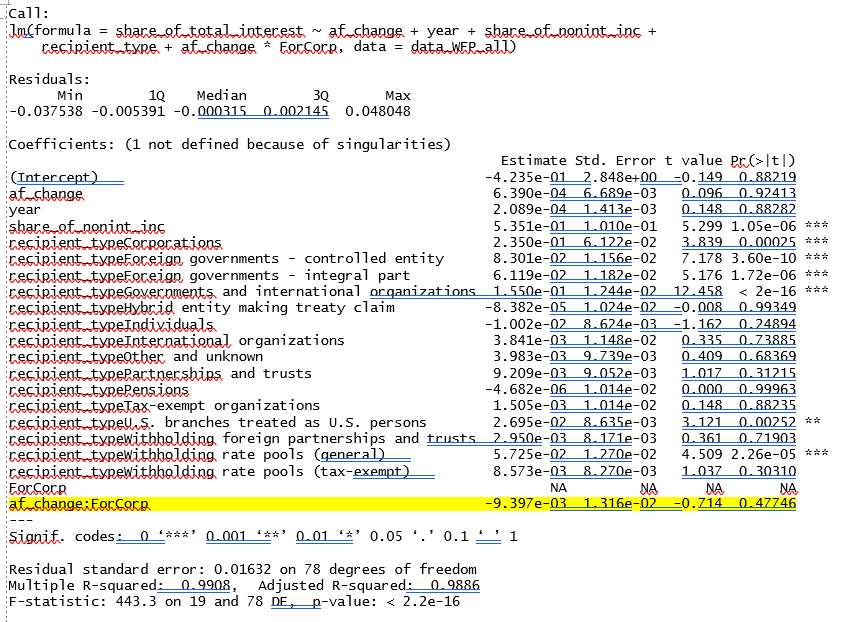 Call:
lm(formula = share_of_total_interest ~ af_change + year + share_of_nonint_inc +
recipient_type + af_change * ForCorp, data = data_WFP_all)
Residuals:
Min 1Q Median 3Q Max
-0.037538 -0.005391 -0.000315 0.002145 0.048048
Coefficients: (1 not defined because of singularities)
Estimate Std. Error t value Pr(>|t|)
(Intercept) -4.235e-01 2.848e+00 -0.149 0.88219
af_change 6.390e-04 6.689e-03 0.096 0.92413
year 2.089e-04 1.413e-03 0.148 0.88282
share_of_nonint_inc 5.351e-01 1.010e-01 5.299 1.05e-06 ***
recipient_typeCorporations 2.350e-01 6.122e-02 3.839 0.00025 ***
recipient_typeForeign governments - controlled entity 8.301e-02 1.156e-02 7.178 3.60e-10 ***
recipient_typeForeign governments - integral part 6.119e-02 1.182e-02 5.176 1.72e-06 ***
recipient_typeGovernments and international organizations 1.550e-01 1.244e-02 12.458 < 2e-16 ***
recipient_typeHybrid entity making treaty claim -8.382e-05 1.024e-02 -0.008 0.99349
recipient_typeIndividuals -1.002e-02 8.624e-03 -1.162 0.24894
recipient_typeInternational organizations 3.841e-03 1.148e-02 0.335 0.73885
recipient_typeOther and unknown 3.983e-03 9.739e-03 0.409 0.68369
recipient_typePartnerships and trusts 9.209e-03 9.052e-03 1.017 0.31215
recipient_typePensions -4.682e-06 1.014e-02 0.000 0.99963
recipient_typeTax-exempt organizations 1.505e-03 1.014e-02 0.148 0.88235
recipient_typeU.S. branches treated as U.S. persons 2.695e-02 8.635e-03 3.121 0.00252 **
recipient_typeWithholding foreign partnerships and trusts 2.950e-03 8.171e-03 0.361 0.71903
recipient_typeWithholding rate pools (general) 5.725e-02 1.270e-02 4.509 2.26e-05 ***
recipient_typeWithholding rate pools (tax-exempt) 8.573e-03 8.270e-03 1.037 0.30310
ForCorp NA NA NA NA
af_change:ForCorp -9.397e-03 1.316e-02 -0.714 0.47746
---
Signif. codes: 0 ‘***’ 0.001 ‘**’ 0.01 ‘*’ 0.05 ‘.’ 0.1 ‘ ’ 1
Residual standard error: 0.01632 on 78 degrees of freedom
Multiple R-squared: 0.9908, Adjusted R-squared: 0.9886
F-statistic: 443.3 on 19 and 78 DF, p-value: < 2.2e-16